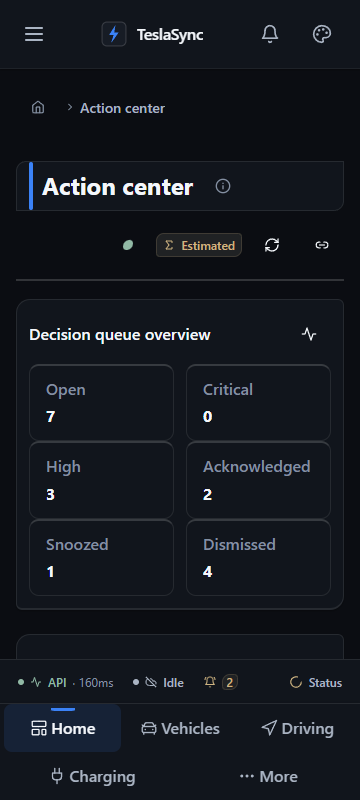 TeslaSync
Action center
Action center
Σ Estimated
Decision queue overview
Open
7
Critical
0
High
3
Acknowledged
2
Snoozed
1
Dismissed
4
API · 160ms
Idle
2
Status
Home
Vehicles
Driving
Charging
More